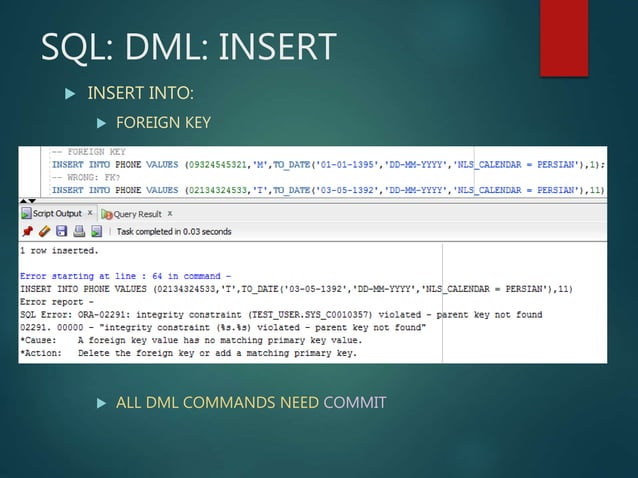 SQL: DML: INSERT
INSERT INTO:
FOREIGN KEY
-- FOREIGN KEY
INSERT INTO PHONE VALUES (09324545321,'M',TO_DATE('01-01-1395','DD-MM-YYYY','NLS_CALENDAR = PERSIAN'),1);
-- WRONG: FK?
INSERT INTO PHONE VALUES (02134324533,'T',TO_DATE('03-05-1392','DD-MM-YYYY','NLS_CALENDAR = PERSIAN'),11)
Script Output x Query Result x
Task completed in 0.03 seconds
1 row inserted.
Error starting at line : 64 in command -
INSERT INTO PHONE VALUES (02134324533,'T',TO_DATE('03-05-1392','DD-MM-YYYY','NLS_CALENDAR = PERSIAN'),11)
Error report -
SQL Error: ORA-02291: integrity constraint (TEST_USER.SYS_C0010357) violated - parent key not found
02291. 00000 - "integrity constraint (%s.%s) violated - parent key not found"
*Cause: A foreign key value has no matching primary key value.
*Action: Delete the foreign key or add a matching primary key.
ALL DML COMMANDS NEED COMMIT